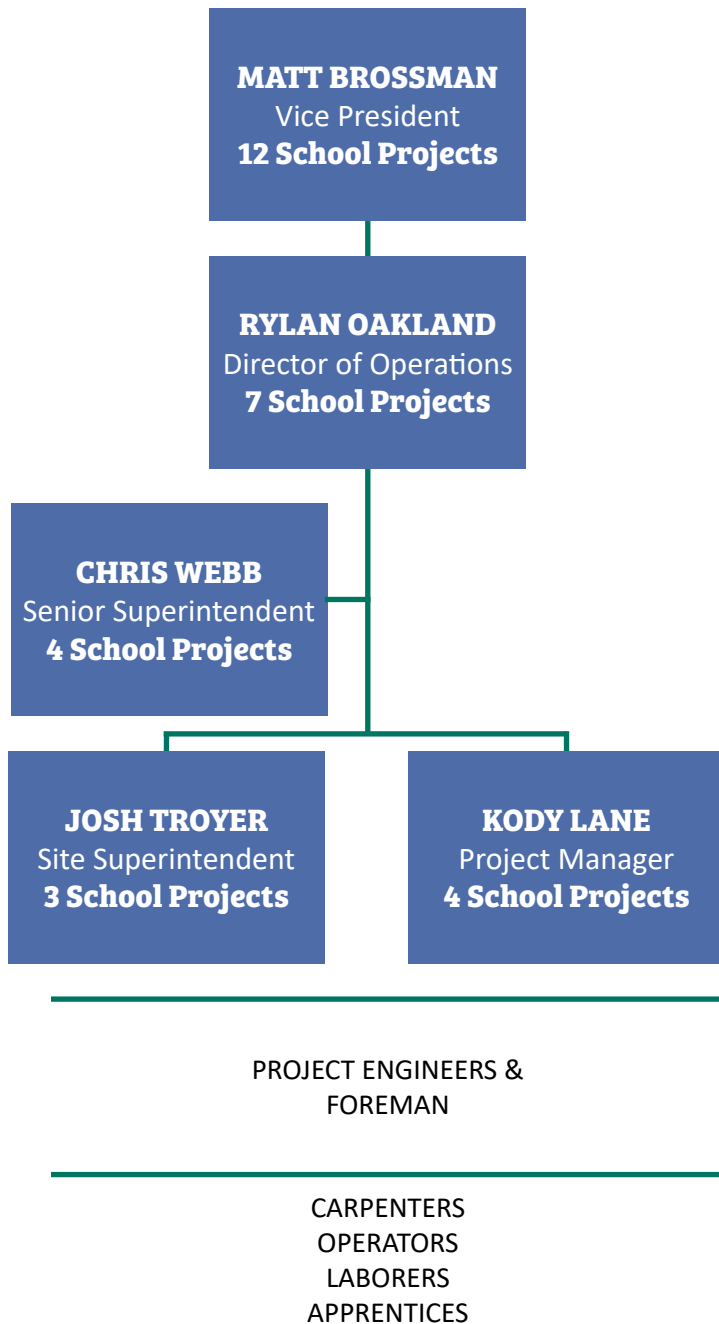 MATT BROSSMAN
Vice President
12 School Projects
RYLAN OAKLAND
Director of Operations
7 School Projects
CHRIS WEBB
Senior Superintendent
4 School Projects
JOSH TROYER
Site Superintendent
3 School Projects
KODY LANE
Project Manager
4 School Projects
PROJECT ENGINEERS &
FOREMAN
CARPENTERS
OPERATORS
LABORERS
APPRENTICES